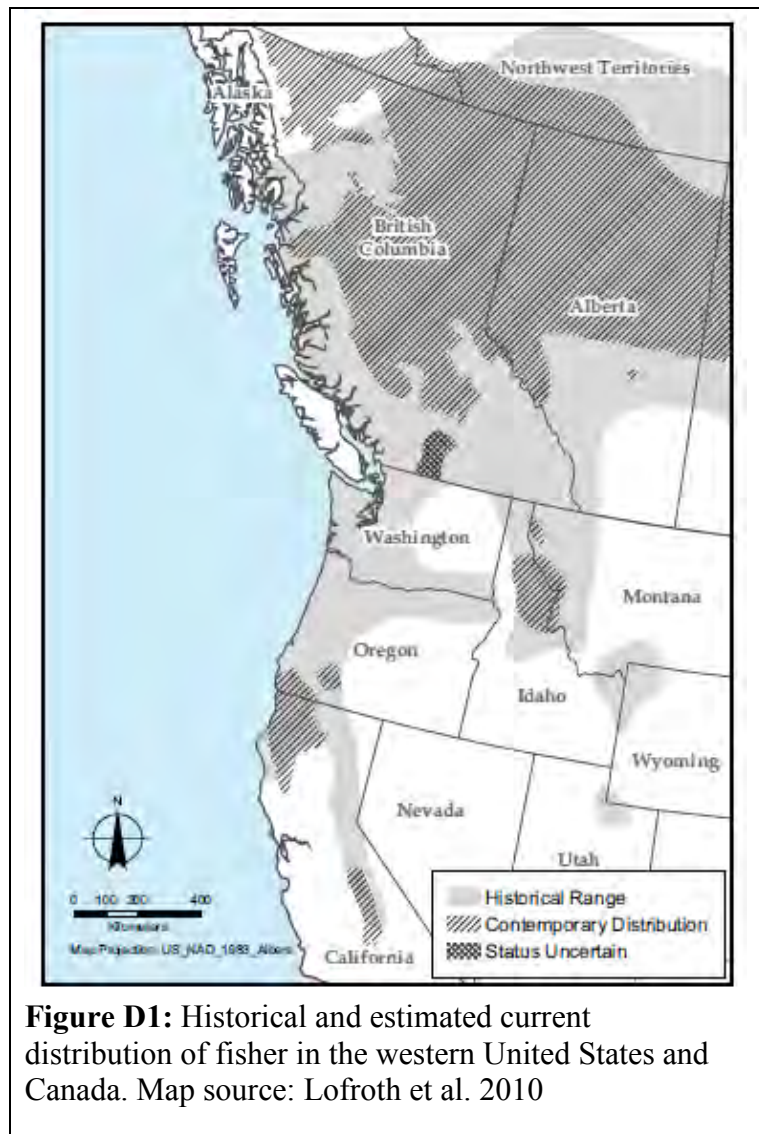 Northwest Territories
Alaska
British
Columbia
Alberta
Washington
Montana
Oregon
Idaho
Wyoming
Nevada
Utah
N
0 100 200 400
Kilometers
Map Projection: US_NAD_1983_Albers
California
Historical Range
Contemporary Distribution
Status Uncertain
Figure D1: Historical and estimated current
distribution of fisher in the western United States and
Canada. Map source: Lofroth et al. 2010